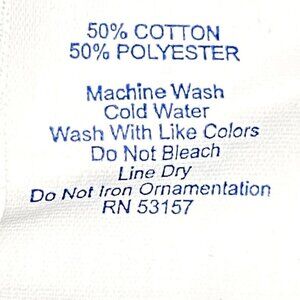 50% COTTON
50% POLYESTER
Machine Wash
Cold Water
Wash With Like Colors
Do Not Bleach
Line Dry
Do Not Iron Ornamentation
RN 53157